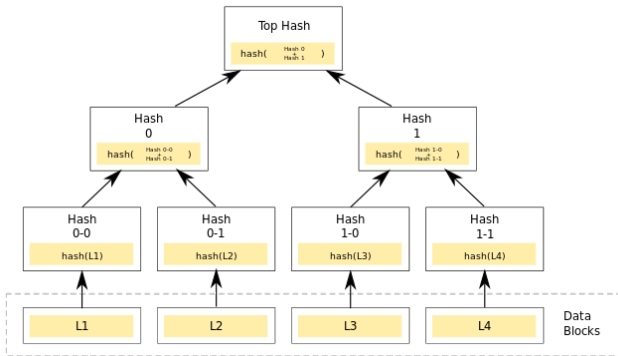 Top Hash
hash( Hash 0 + Hash 1 )
Hash
0
hash( Hash 0-0 + Hash 0-1 )
Hash
1
hash( Hash 1-0 + Hash 1-1 )
Hash
0-0
hash(L1)
Hash
0-1
hash(L2)
Hash
1-0
hash(L3)
Hash
1-1
hash(L4)
L1
L2
L3
L4
Data
Blocks